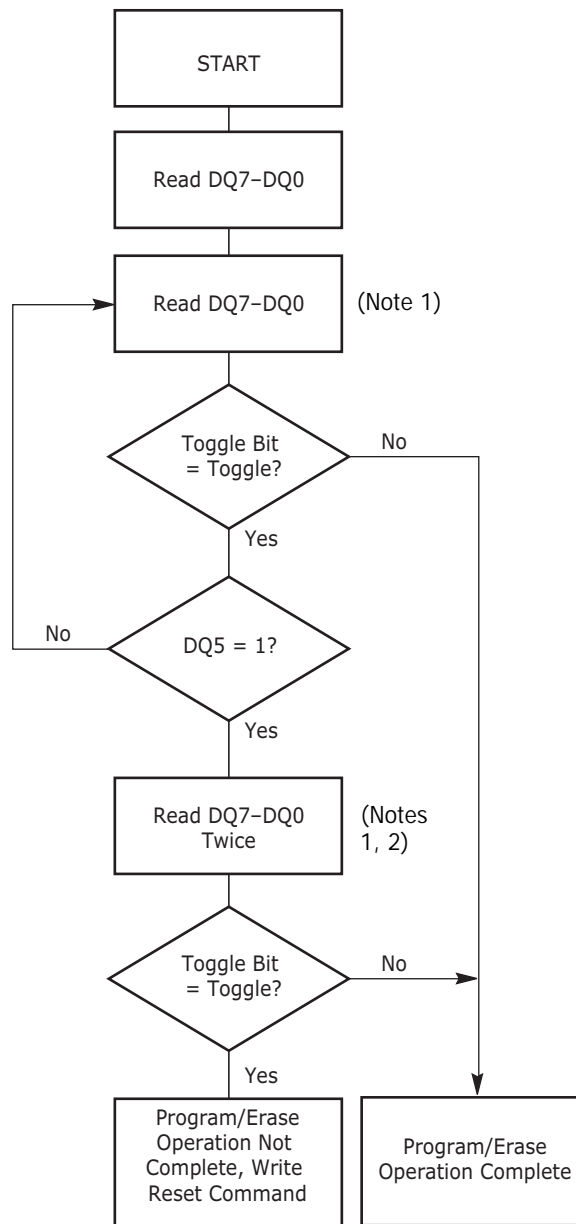 START
Read DQ7–DQ0
Read DQ7–DQ0
(Note 1)
Toggle Bit
= Toggle?
No
Yes
No
DQ5 = 1?
Yes
Read DQ7–DQ0
Twice
(Notes
1, 2)
Toggle Bit
= Toggle?
No
Yes
Program/Erase
Operation Not
Complete, Write
Reset Command
Program/Erase
Operation Complete